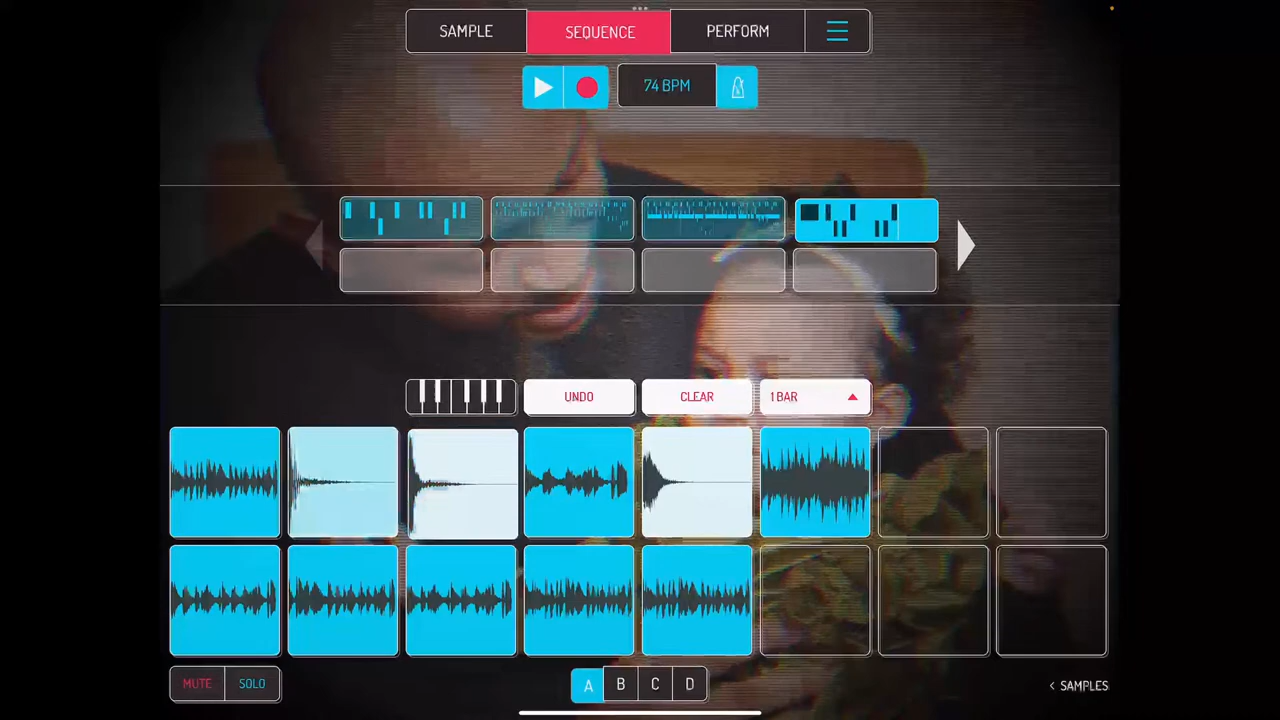 SAMPLE SEQUENCE PERFORM
74 BPM
UNDO CLEAR 1 BAR
MUTE SOLO A B C D < SAMPLES